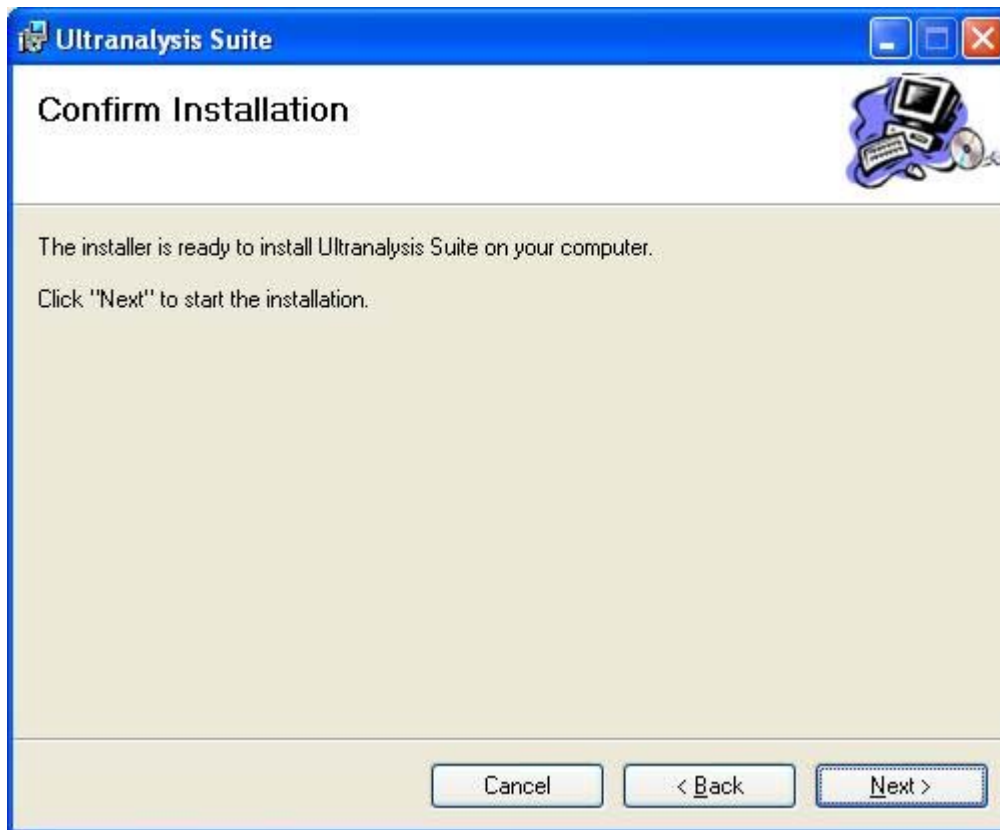 Ultranalysis Suite
Confirm Installation
The installer is ready to install Ultranalysis Suite on your computer.
Click "Next" to start the installation.
Cancel
< Back
Next >